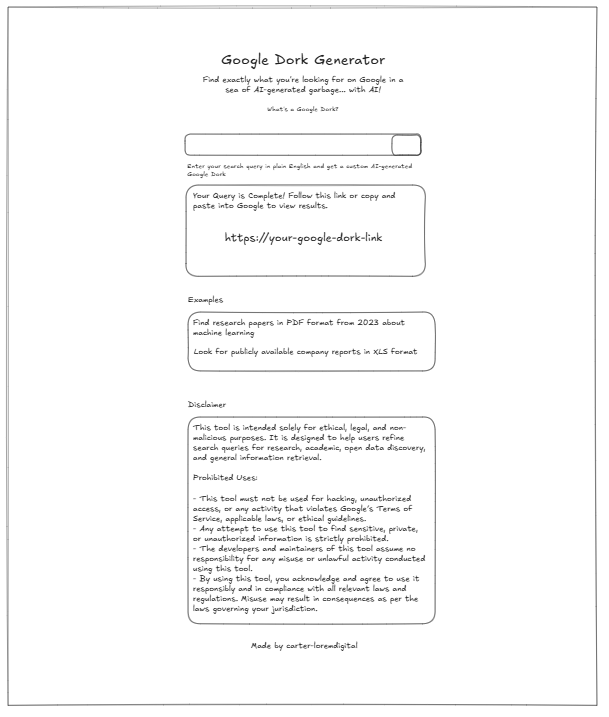 Google Dork Generator
Find exactly what you're looking for on Google in a
sea of AI-generated garbage... with AI!
What's a Google Dork?
Enter your search query in plain English and get a custom AI-generated
Google Dork
Your Query is Complete! Follow this link or copy and
paste into Google to view results.
https://your-google-dork-link
Examples
Find research papers in PDF format from 2023 about
machine learning
Look for publicly available company reports in XLS format
Disclaimer
This tool is intended solely for ethical, legal, and non-
malicious purposes. It is designed to help users refine
search queries for research, academic, open data discovery,
and general information retrieval.
Prohibited Uses:
- This tool must not be used for hacking, unauthorized
access, or any activity that violates Google's Terms of
Service, applicable laws, or ethical guidelines.
- Any attempt to use this tool to find sensitive, private,
or unauthorized information is strictly prohibited.
- The developers and maintainers of this tool assume no
responsibility for any misuse or unlawful activity conducted
using this tool.
- By using this tool, you acknowledge and agree to use it
responsibly and in compliance with all relevant laws and
regulations. Misuse may result in consequences as per the
laws governing your jurisdiction.
Made by carter-loremdigital